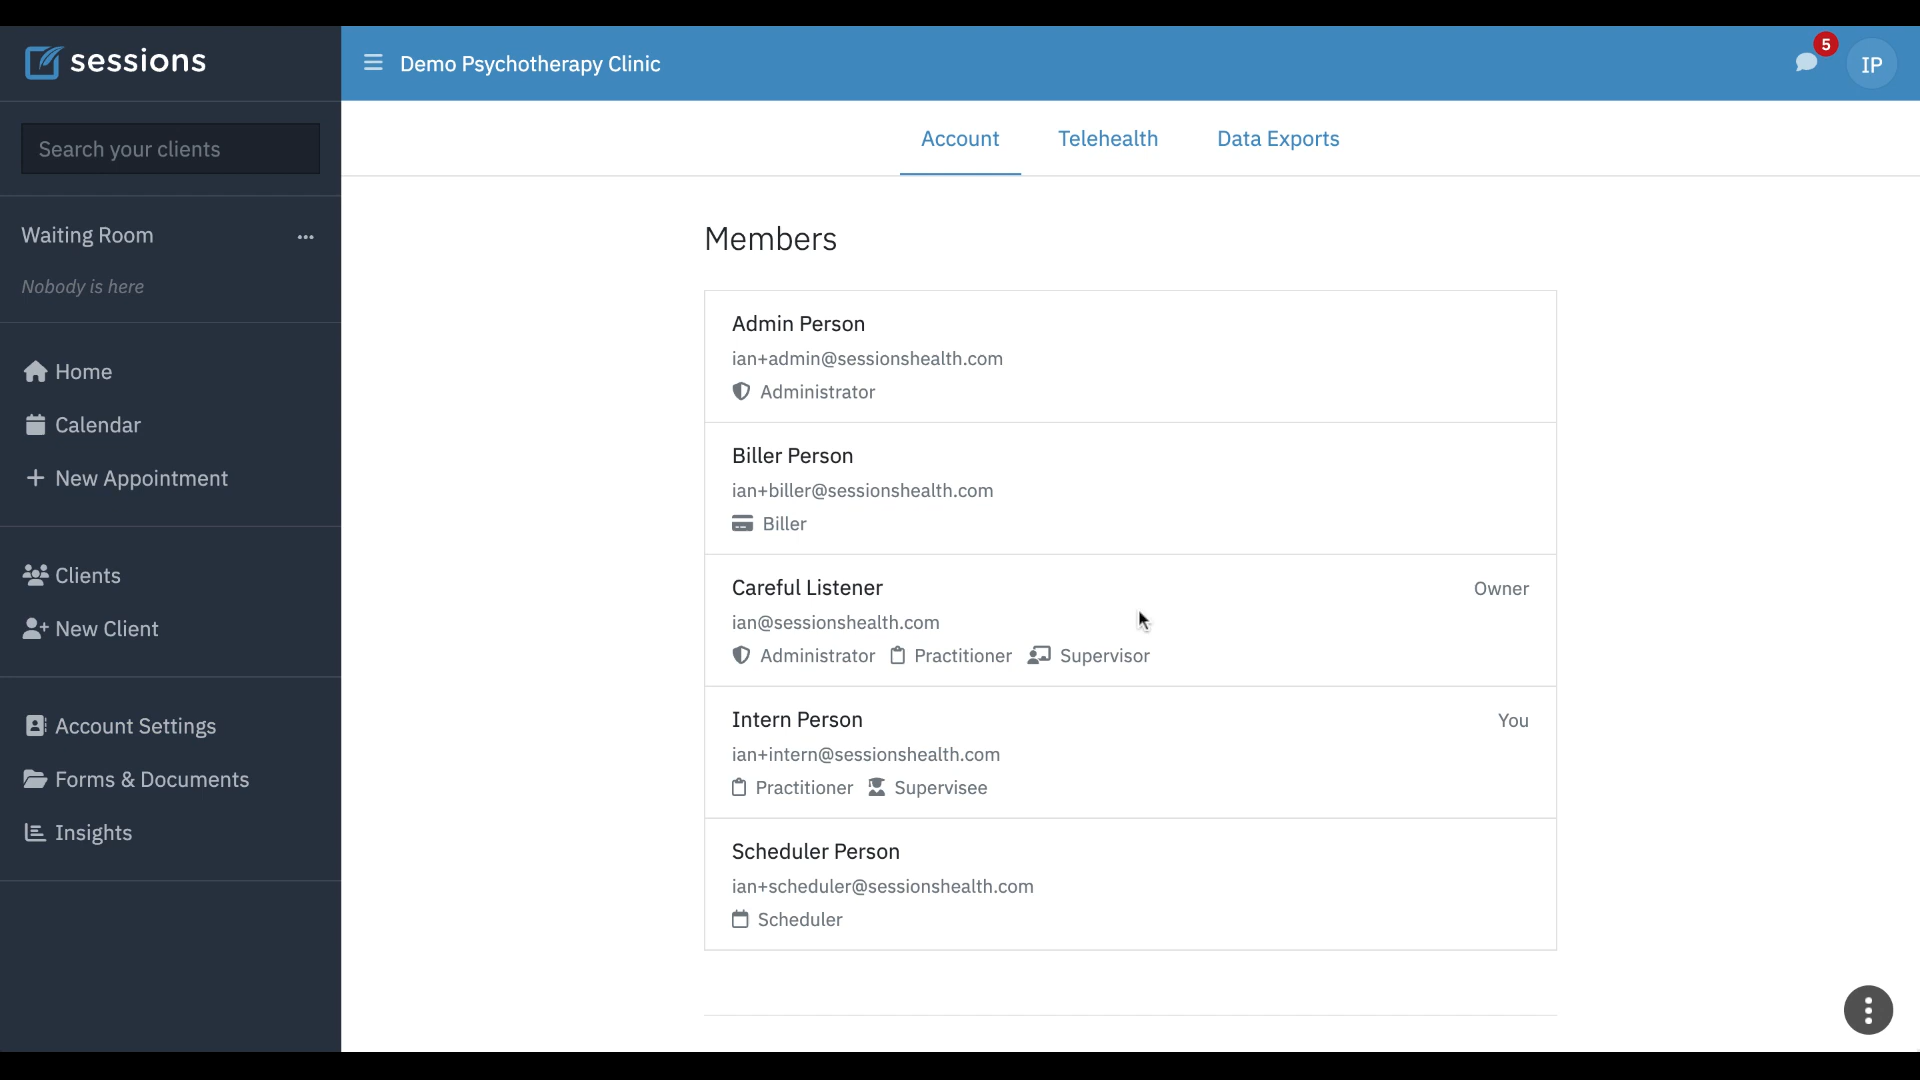 sessions
Demo Psychotherapy Clinic
5
IP
Search your clients
Account
Telehealth
Data Exports
Waiting Room
Nobody is here
Home
Calendar
New Appointment
Clients
New Client
Account Settings
Forms & Documents
Insights
Members
Admin Person
ian+admin@sessionshealth.com
Administrator
Biller Person
ian+biller@sessionshealth.com
Biller
Careful Listener
Owner
ian@sessionshealth.com
Administrator Practitioner Supervisor
Intern Person
You
ian+intern@sessionshealth.com
Practitioner Supervisee
Scheduler Person
ian+scheduler@sessionshealth.com
Scheduler